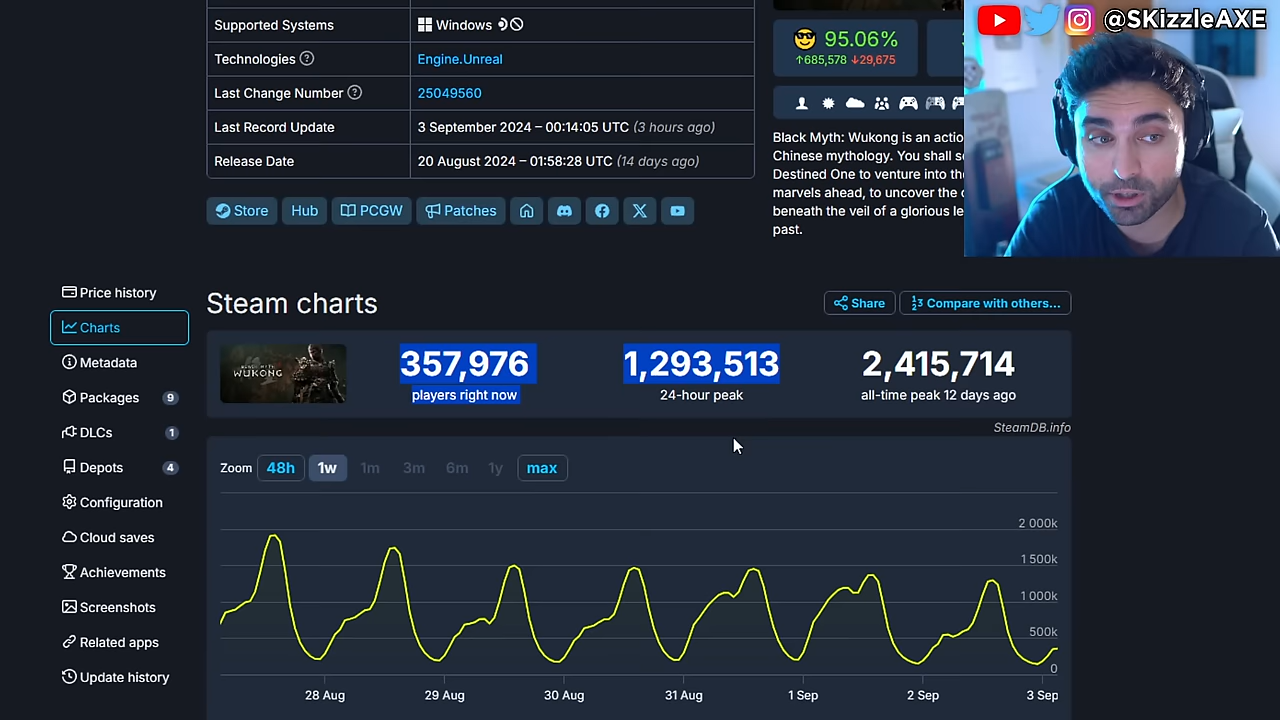 @SKizzleAXE
Supported Systems
Windows
95.06%
↑685,578 ↓29,675
Technologies
Engine.Unreal
Last Change Number
25049560
Last Record Update
3 September 2024 – 00:14:05 UTC (3 hours ago)
Release Date
20 August 2024 – 01:58:28 UTC (14 days ago)
Black Myth: Wukong is an actio
Chinese mythology. You shall s
Destined One to venture into the
marvels ahead, to uncover the
beneath the veil of a glorious le
past.
Store
Hub
PCGW
Patches
Price history
Charts
Metadata
Packages 9
DLCs 1
Depots 4
Configuration
Cloud saves
Achievements
Screenshots
Related apps
Update history
Steam charts
Share
Compare with others...
BLACK MYTH
WUKONG
357,976
players right now
1,293,513
24-hour peak
2,415,714
all-time peak 12 days ago
SteamDB.info
Zoom 48h 1w 1m 3m 6m 1y max
2 000k
1 500k
1 000k
500k
0
28 Aug
29 Aug
30 Aug
31 Aug
1 Sep
2 Sep
3 Sep